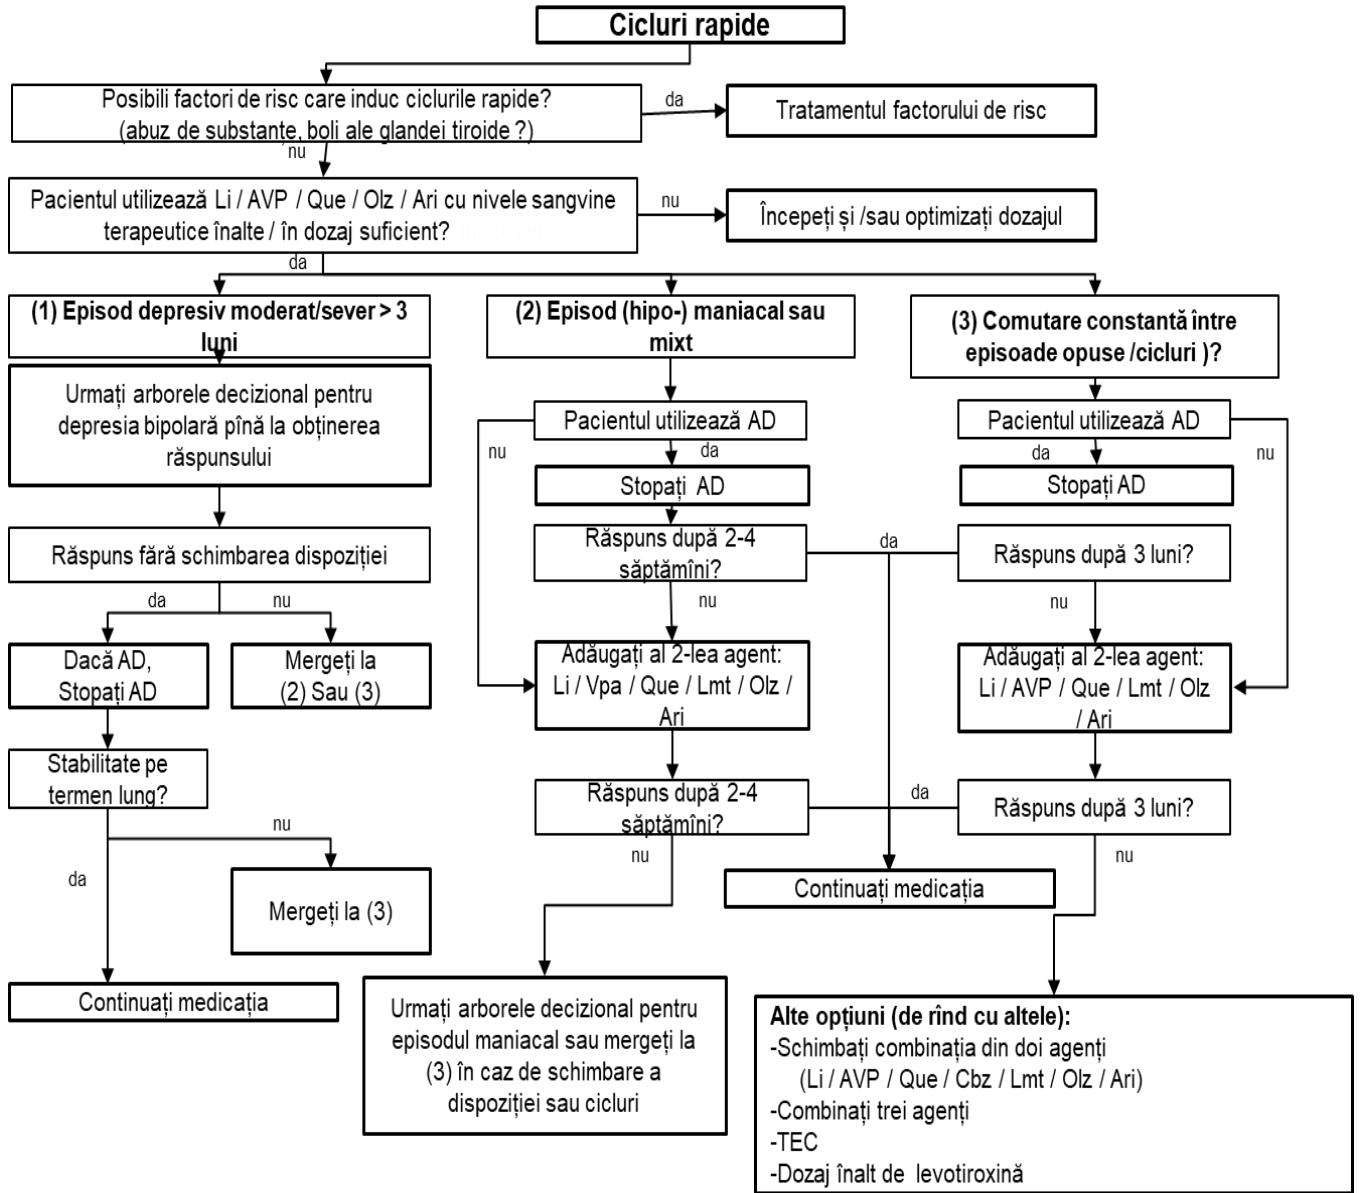 Cicluri rapide
Posibili factori de risc care induc ciclurile rapide?
(abuz de substanțe, boli ale glandei tiroide ?)
da
Tratamentul factorului de risc
nu
Pacientul utilizează Li / AVP / Que / Olz / Ari cu nivele sangvine
terapeutice înalte / în dozaj suficient?
nu
Începeți și /sau optimizați dozajul
da
(1) Episod depresiv moderat/sever > 3
luni
Urmați arborele decizional pentru
depresia bipolară pînă la obținerea
răspunsului
Răspuns fără schimbarea dispoziției
da
nu
Dacă AD,
Stopați AD
Mergeți la
(2) Sau (3)
Stabilitate pe
termen lung?
nu
da
Mergeți la (3)
Continuați medicația
(2) Episod (hipo-) maniacal sau
mixt
Pacientul utilizează AD
nu
da
Stopați AD
Răspuns după 2-4
săptămîni?
da
nu
Adăugați al 2-lea agent:
Li / Vpa / Que / Lmt / Olz /
Ari
Răspuns după 2-4
săptămîni?
da
nu
Continuați medicația
Urmați arborele decizional pentru
episodul maniacal sau mergeți la
(3) în caz de schimbare a
dispoziției sau cicluri
(3) Comutare constantă între
episoade opuse /cicluri )?
Pacientul utilizează AD
da
nu
Stopați AD
Răspuns după 3 luni?
nu
Adăugați al 2-lea agent:
Li / AVP / Que / Lmt / Olz
/ Ari
Răspuns după 3 luni?
nu
Alte opțiuni (de rînd cu altele):
-Schimbați combinația din doi agenți
(Li / AVP / Que / Cbz / Lmt / Olz / Ari)
-Combinați trei agenți
-TEC
-Dozaj înalt de levotiroxină